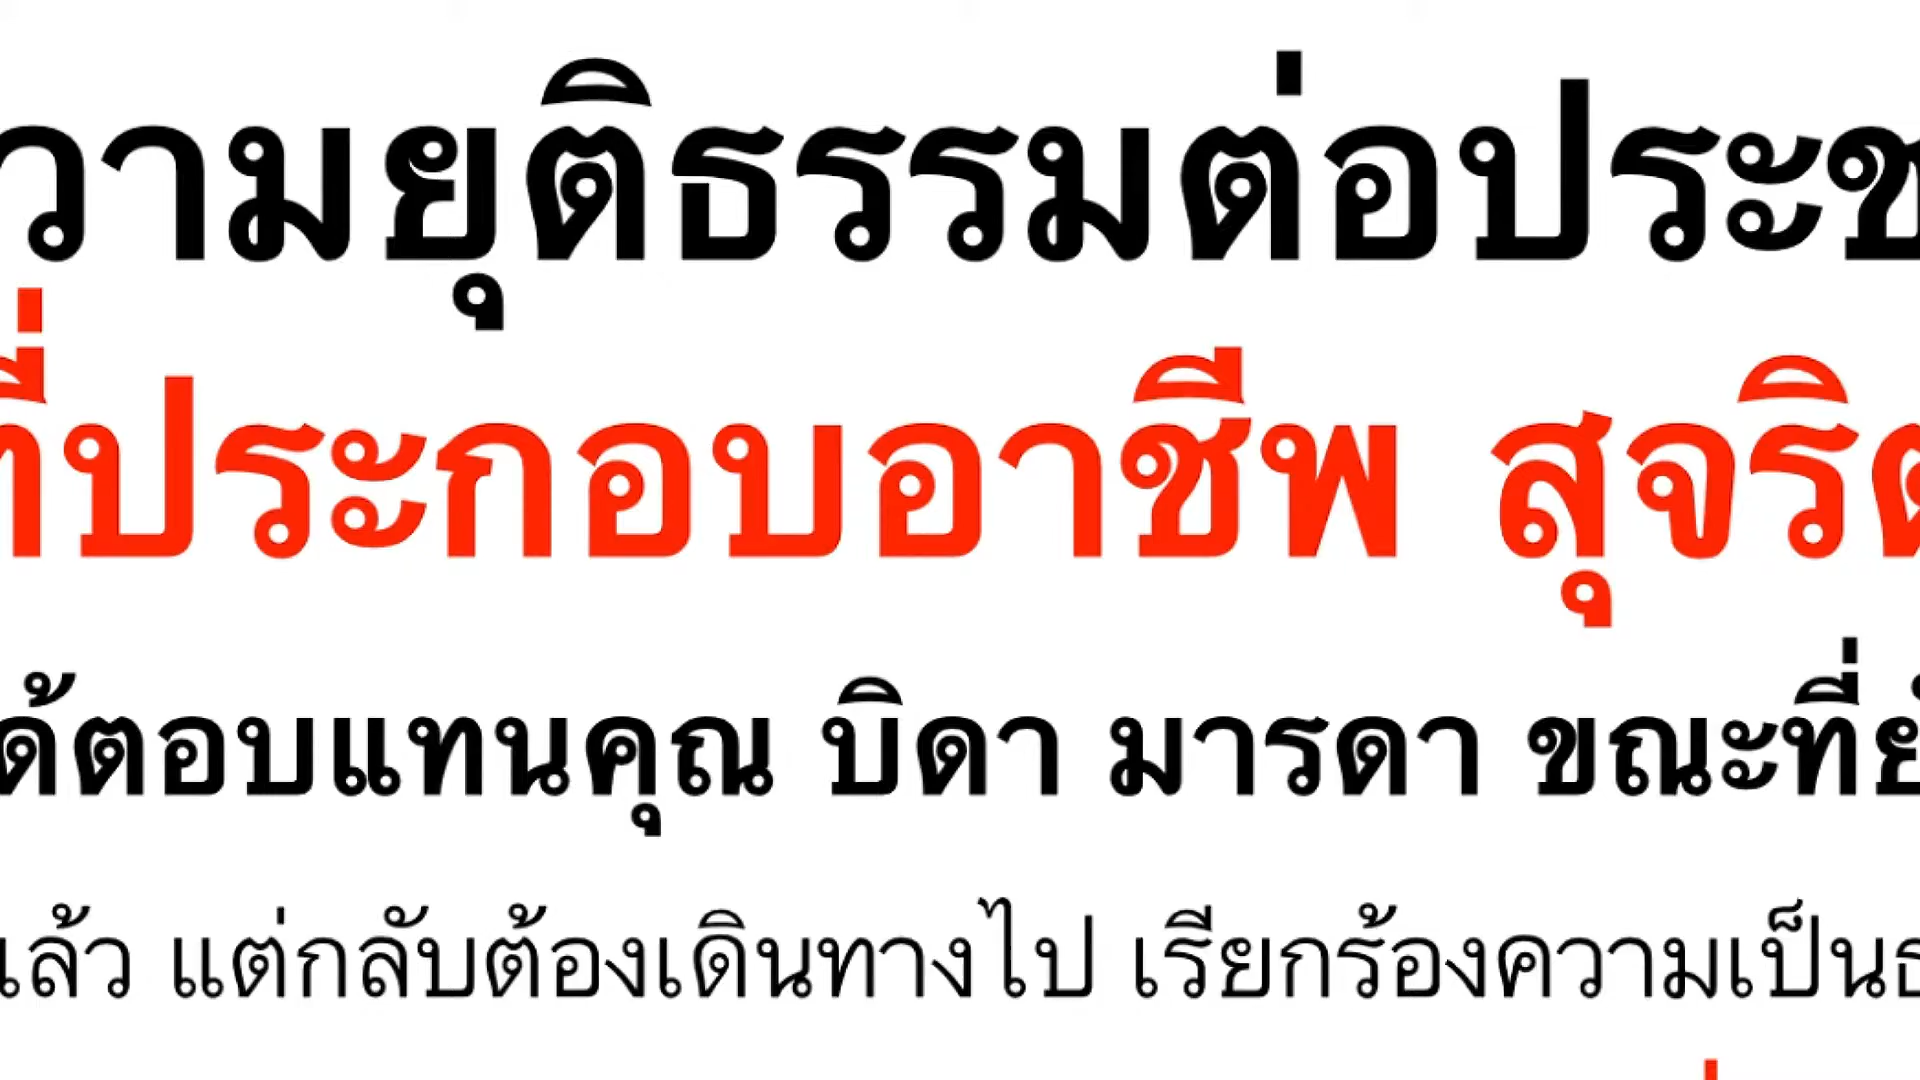 วามยุติธรรมต่อประช
ที่ประกอบอาชีพ สุจริต
ด้ตอบแทนคุณ บิดา มารดา ขณะที่ยั
แล้ว แต่กลับต้องเดินทางไป เรียกร้องความเป็นธ